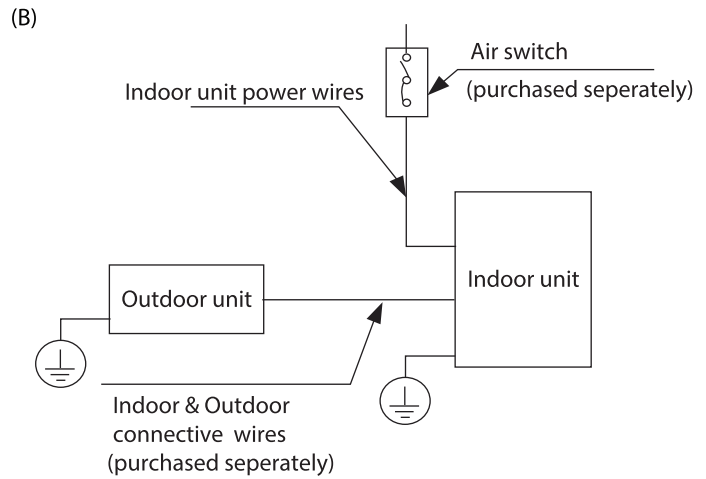 (B)
Air switch
(purchased seperately)
Indoor unit power wires
Indoor unit
Outdoor unit
Indoor & Outdoor
connective wires
(purchased seperately)